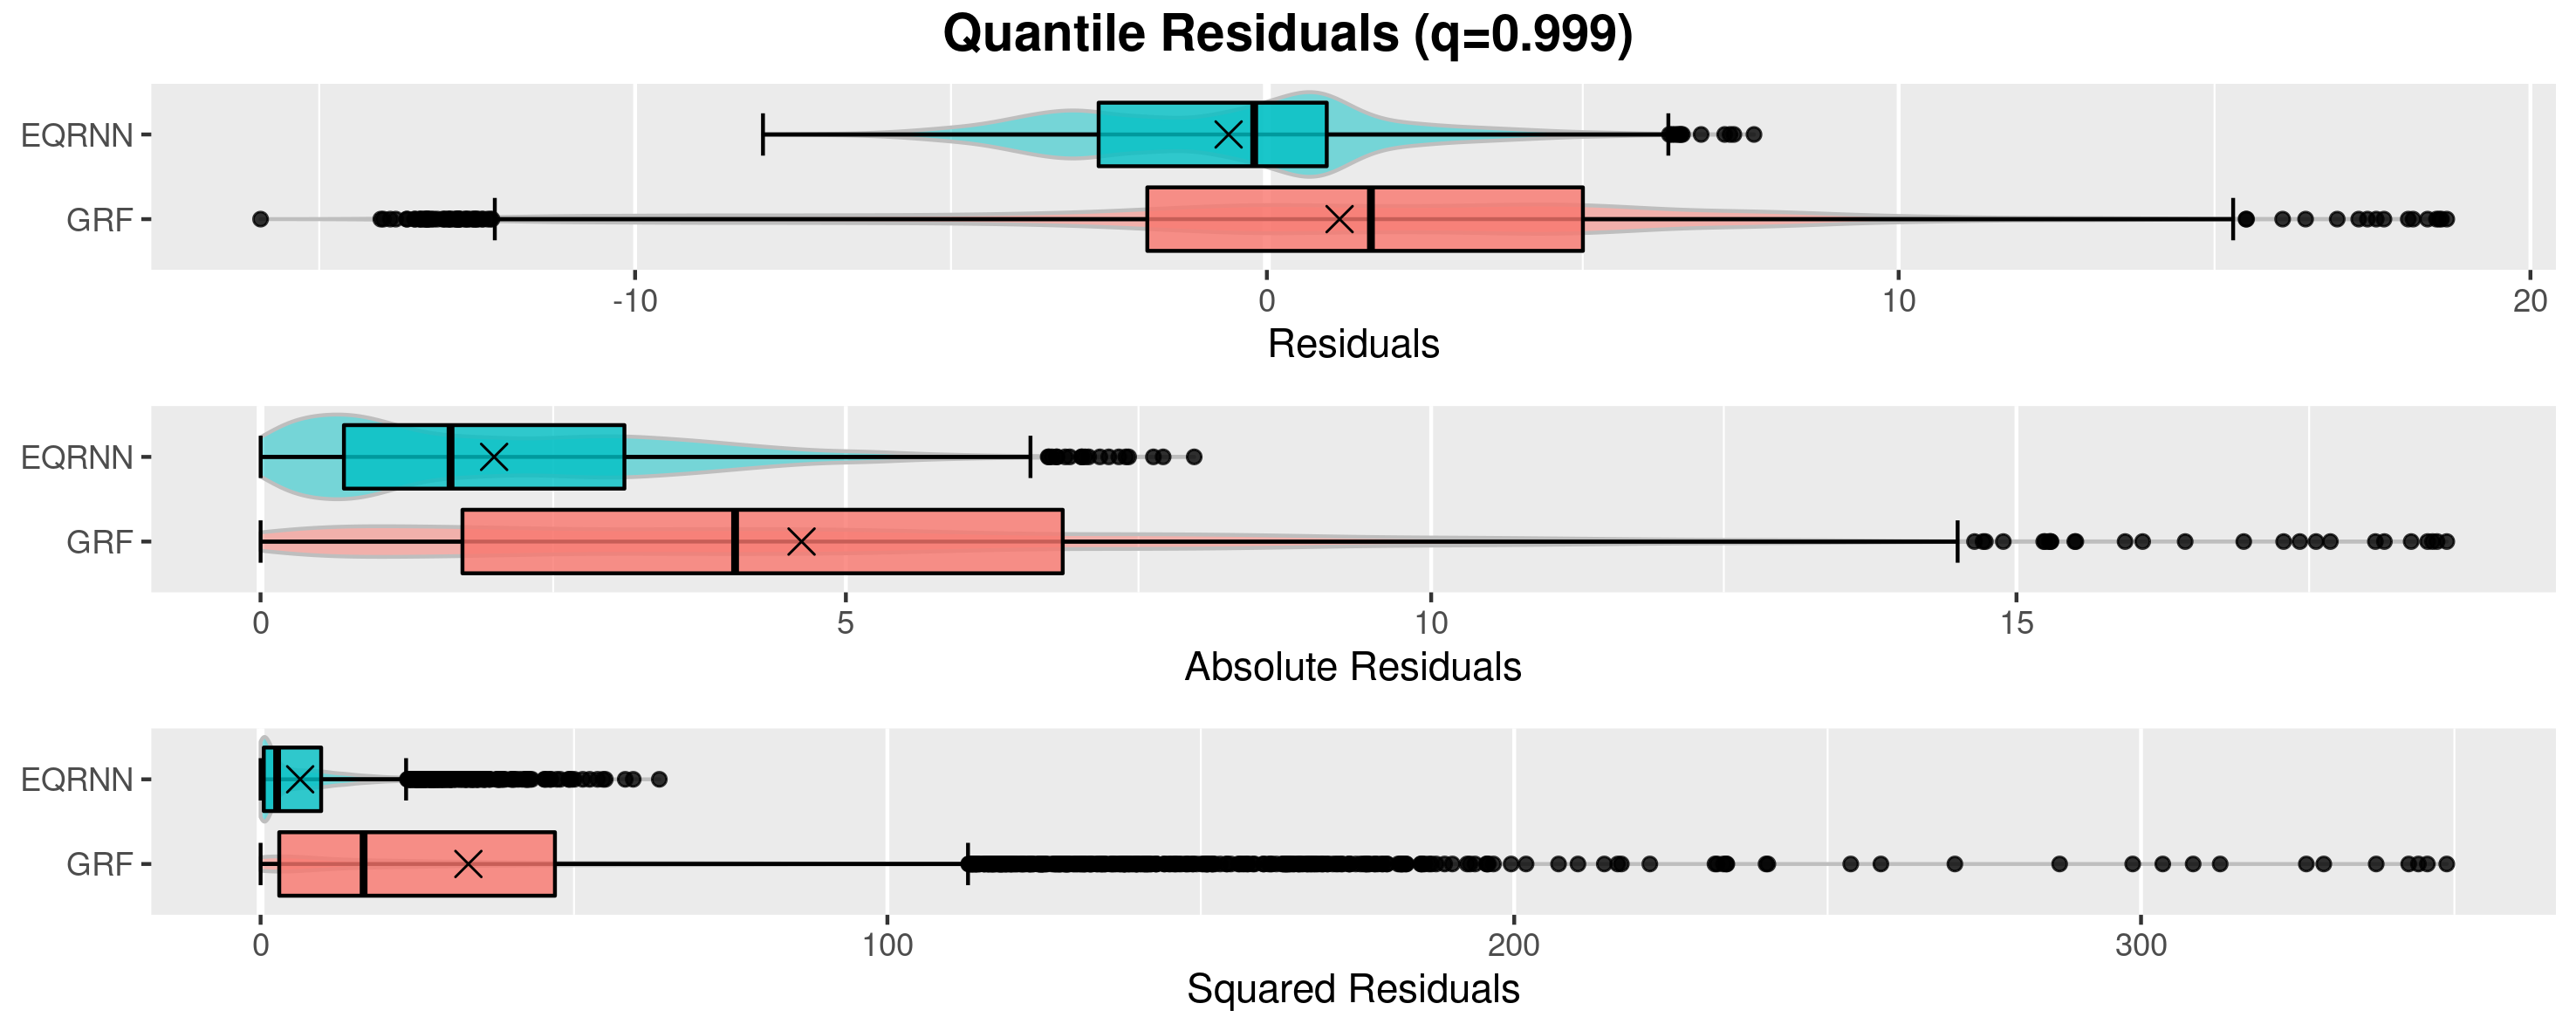 Quantile Residuals (q=0.999)
EQRNN
GRF
-10 0 10 20
Residuals
EQRNN
GRF
0 5 10 15
Absolute Residuals
EQRNN
GRF
0 100 200 300
Squared Residuals